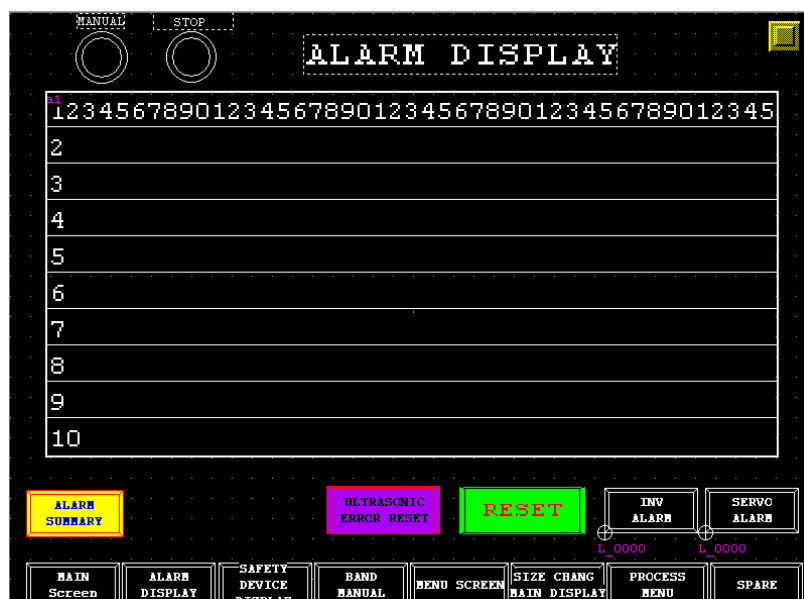 MANUAL STOP
ALARM DISPLAY
a1
123456789012345678901234567890123456789012345
2
3
4
5
6
7
8
9
10
ALARM
SUMMARY
ULTRASONIC
ERROR RESET
RESET
INV
ALARM
SERVO
ALARM
L_0000 L_0000
MAIN
Screen
ALARM
DISPLAY
SAFETY
DEVICE
DISPLAY
BAND
MANUAL
MENU SCREEN
SIZE CHANG
MAIN DISPLAY
PROCESS
MENU
SPARE